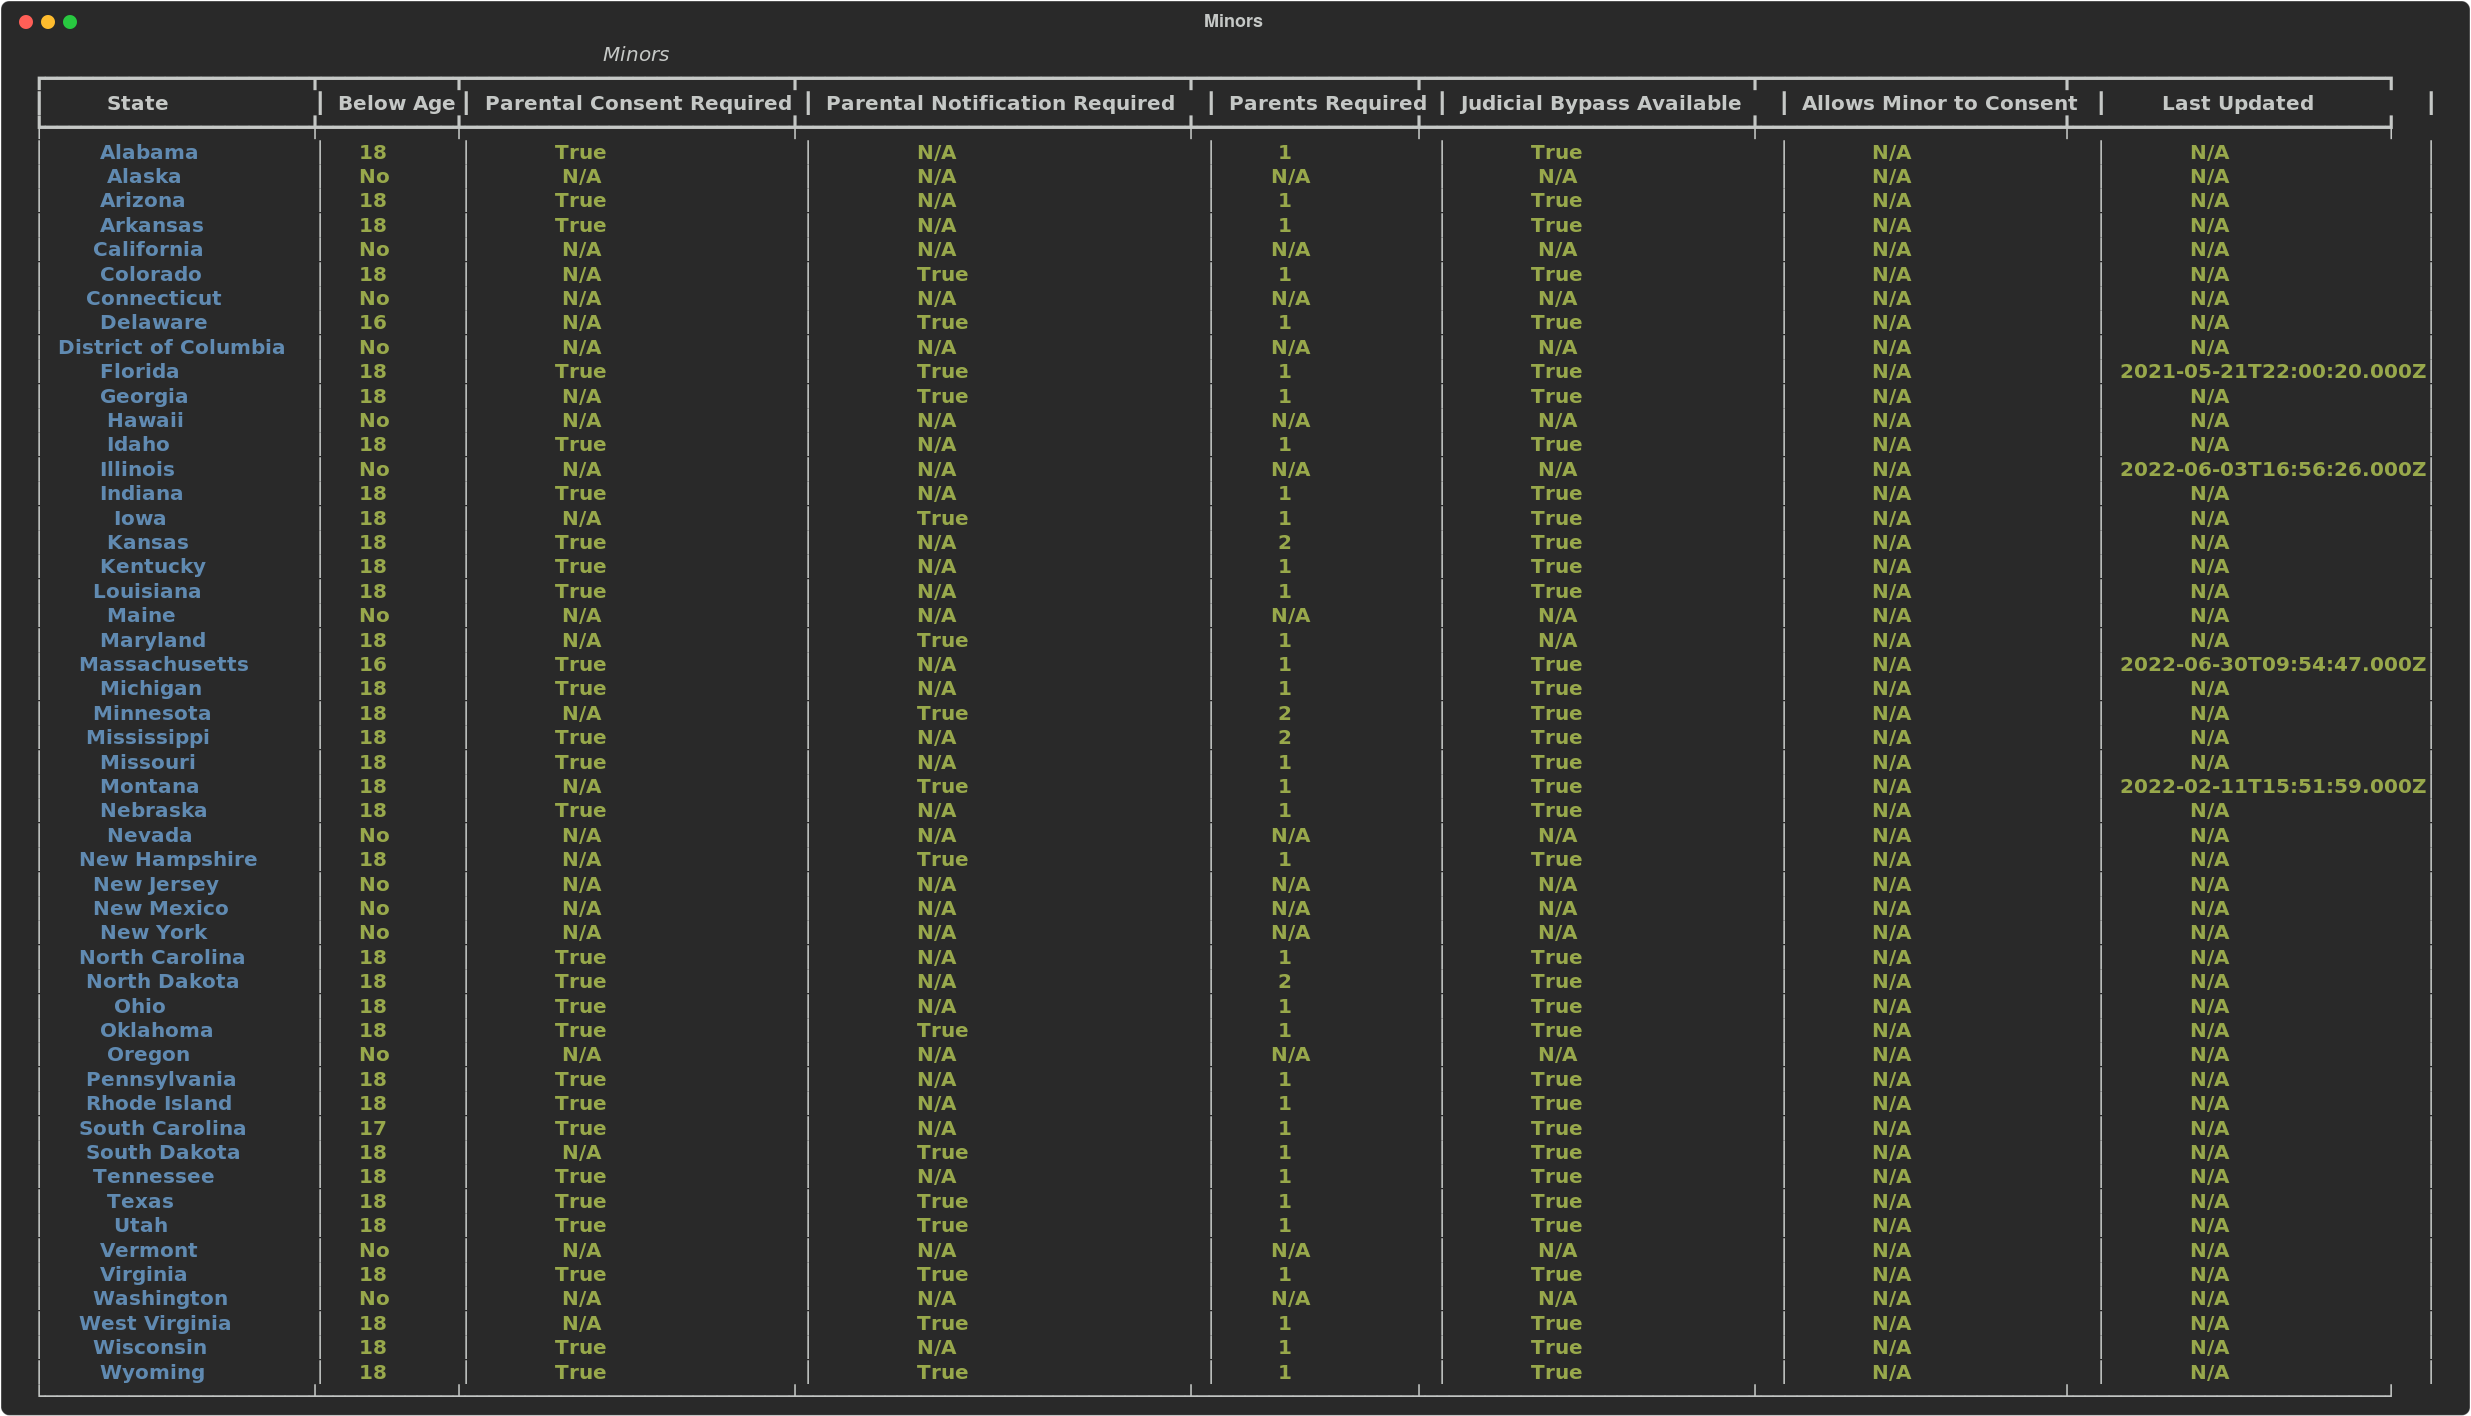 Minors
Minors
State Below Age Parental Consent Required Parental Notification Required Parents Required Judicial Bypass Available Allows Minor to Consent Last Updated
Alabama 18 True N/A 1 True N/A N/A
Alaska No N/A N/A N/A N/A N/A N/A
Arizona 18 True N/A 1 True N/A N/A
Arkansas 18 True N/A 1 True N/A N/A
California No N/A N/A N/A N/A N/A N/A
Colorado 18 N/A True 1 True N/A N/A
Connecticut No N/A N/A N/A N/A N/A N/A
Delaware 16 N/A True 1 True N/A N/A
District of Columbia No N/A N/A N/A N/A N/A N/A
Florida 18 True True 1 True N/A 2021-05-21T22:00:20.000Z
Georgia 18 N/A True 1 True N/A N/A
Hawaii No N/A N/A N/A N/A N/A N/A
Idaho 18 True N/A 1 True N/A N/A
Illinois No N/A N/A N/A N/A N/A 2022-06-03T16:56:26.000Z
Indiana 18 True N/A 1 True N/A N/A
Iowa 18 N/A True 1 True N/A N/A
Kansas 18 True N/A 2 True N/A N/A
Kentucky 18 True N/A 1 True N/A N/A
Louisiana 18 True N/A 1 True N/A N/A
Maine No N/A N/A N/A N/A N/A N/A
Maryland 18 N/A True 1 N/A N/A N/A
Massachusetts 16 True N/A 1 True N/A 2022-06-30T09:54:47.000Z
Michigan 18 True N/A 1 True N/A N/A
Minnesota 18 N/A True 2 True N/A N/A
Mississippi 18 True N/A 2 True N/A N/A
Missouri 18 True N/A 1 True N/A N/A
Montana 18 N/A True 1 True N/A 2022-02-11T15:51:59.000Z
Nebraska 18 True N/A 1 True N/A N/A
Nevada No N/A N/A N/A N/A N/A N/A
New Hampshire 18 N/A True 1 True N/A N/A
New Jersey No N/A N/A N/A N/A N/A N/A
New Mexico No N/A N/A N/A N/A N/A N/A
New York No N/A N/A N/A N/A N/A N/A
North Carolina 18 True N/A 1 True N/A N/A
North Dakota 18 True N/A 2 True N/A N/A
Ohio 18 True N/A 1 True N/A N/A
Oklahoma 18 True True 1 True N/A N/A
Oregon No N/A N/A N/A N/A N/A N/A
Pennsylvania 18 True N/A 1 True N/A N/A
Rhode Island 18 True N/A 1 True N/A N/A
South Carolina 17 True N/A 1 True N/A N/A
South Dakota 18 N/A True 1 True N/A N/A
Tennessee 18 True N/A 1 True N/A N/A
Texas 18 True True 1 True N/A N/A
Utah 18 True True 1 True N/A N/A
Vermont No N/A N/A N/A N/A N/A N/A
Virginia 18 True True 1 True N/A N/A
Washington No N/A N/A N/A N/A N/A N/A
West Virginia 18 N/A True 1 True N/A N/A
Wisconsin 18 True N/A 1 True N/A N/A
Wyoming 18 True True 1 True N/A N/A